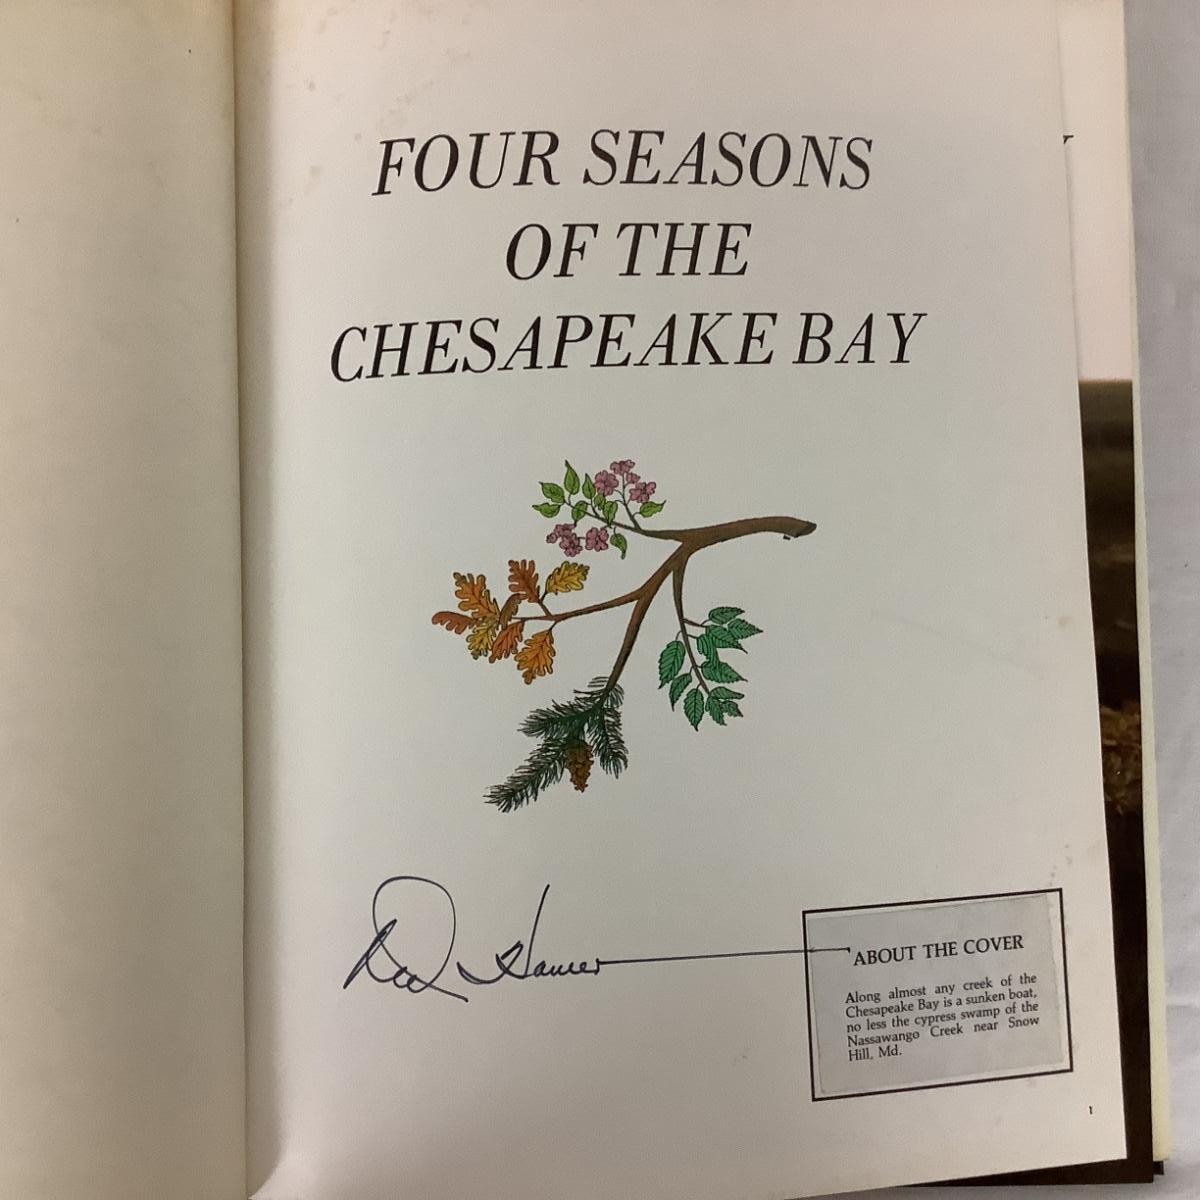 FOUR SEASONS
OF THE
CHESAPEAKE BAY
ABOUT THE COVER
Along almost any creek of the
Chesapeake Bay is a sunken boat,
no less the cypress swamp of the
Nassawango Creek near Snow
Hill, Md.
1